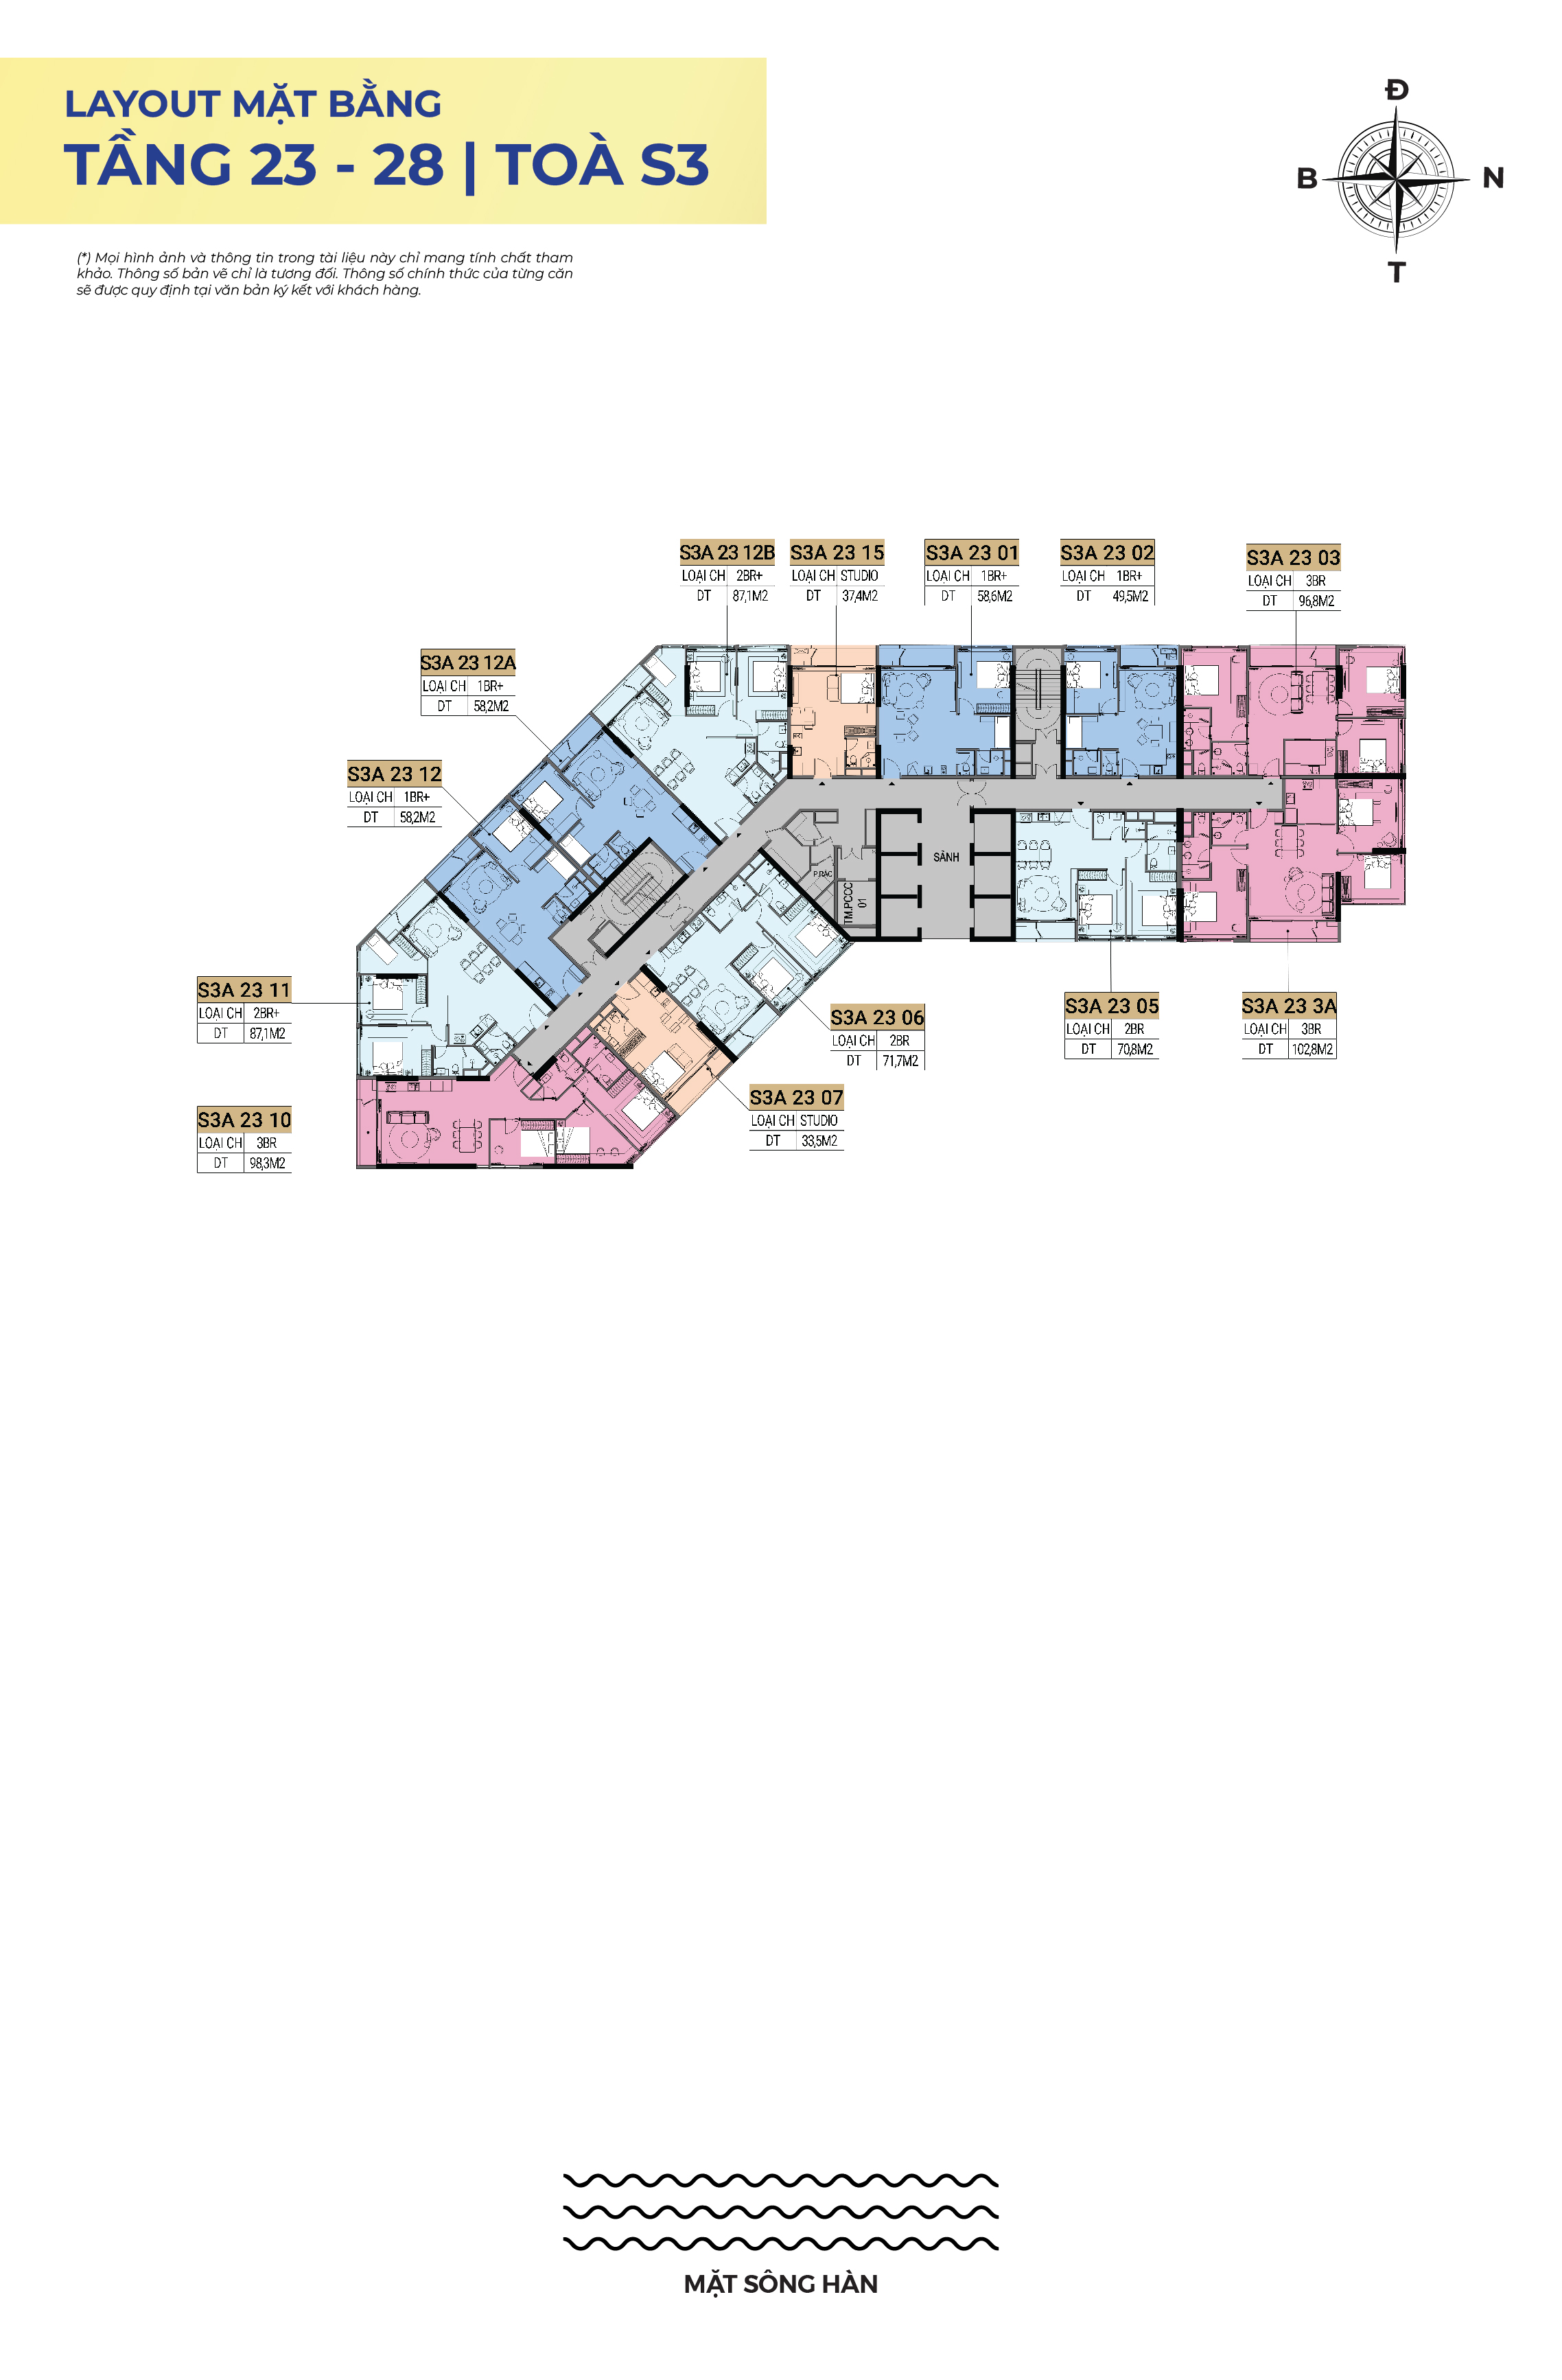 LAYOUT MẶT BẰNG
TẦNG 23 - 28 | TOÀ S3
(*) Mọi hình ảnh và thông tin trong tài liệu này chỉ mang tính chất tham
khảo. Thông số bản vẽ chỉ là tương đối. Thông số chính thức của từng căn
sẽ được quy định tại văn bản ký kết với khách hàng.
Đ
B
N
T
S3A 23 12B
LOẠI CH 2BR+
DT 87,1M2
S3A 23 15
LOẠI CH STUDIO
DT 37,4M2
S3A 23 01
LOẠI CH 1BR+
DT 58,6M2
S3A 23 02
LOẠI CH 1BR+
DT 49,5M2
S3A 23 03
LOẠI CH 3BR
DT 96,8M2
S3A 23 12A
LOẠI CH 1BR+
DT 58,2M2
S3A 23 12
LOẠI CH 1BR+
DT 58,2M2
SẢNH
P.RÁC
TM.PCCC
01
S3A 23 11
LOẠI CH 2BR+
DT 87,1M2
S3A 23 06
LOẠI CH 2BR
DT 71,7M2
S3A 23 05
LOẠI CH 2BR
DT 70,8M2
S3A 23 3A
LOẠI CH 3BR
DT 102,8M2
S3A 23 07
LOẠI CH STUDIO
DT 33,5M2
S3A 23 10
LOẠI CH 3BR
DT 98,3M2
MẶT SÔNG HÀN